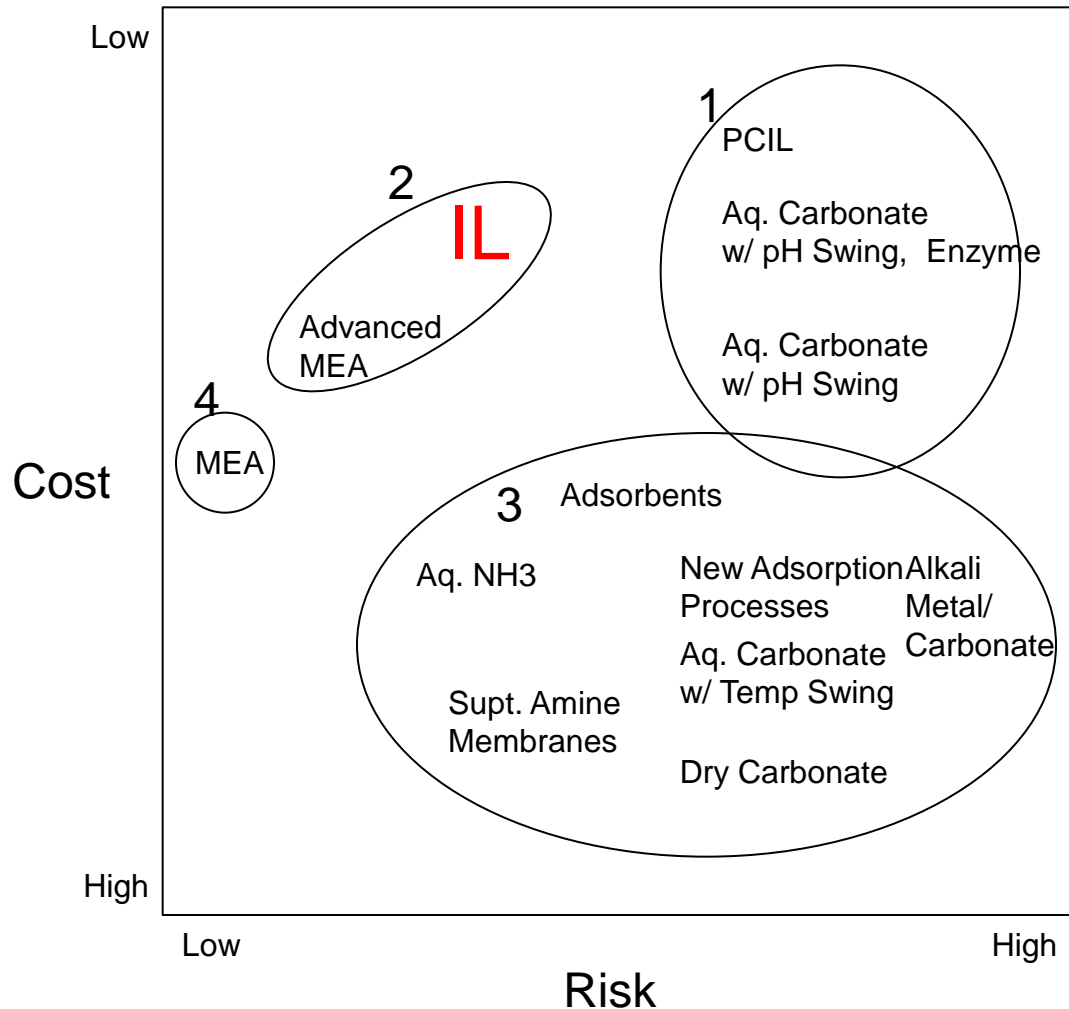 Low
1
PCIL
2
Aq. Carbonate
w/ pH Swing,  Enzyme
IL
Advanced
MEA
Aq. Carbonate
w/ pH Swing
4
MEA
Cost
3
Adsorbents
Aq. NH3
New Adsorption
Processes
Alkali
Metal/
Carbonate
Aq. Carbonate
w/ Temp Swing
Supt. Amine
Membranes
Dry Carbonate
High
Low
High
Risk